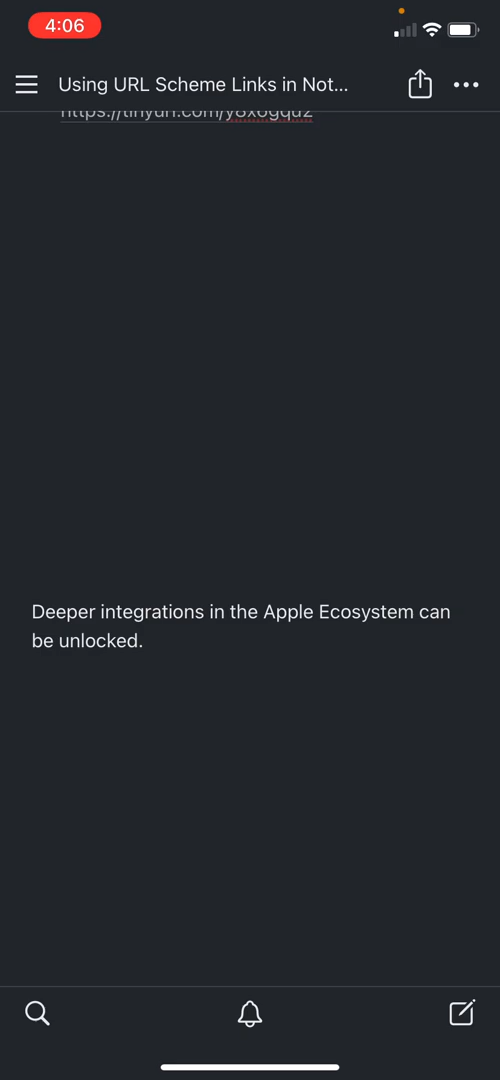 4:06
Using URL Scheme Links in Not...
Deeper integrations in the Apple Ecosystem can
be unlocked.